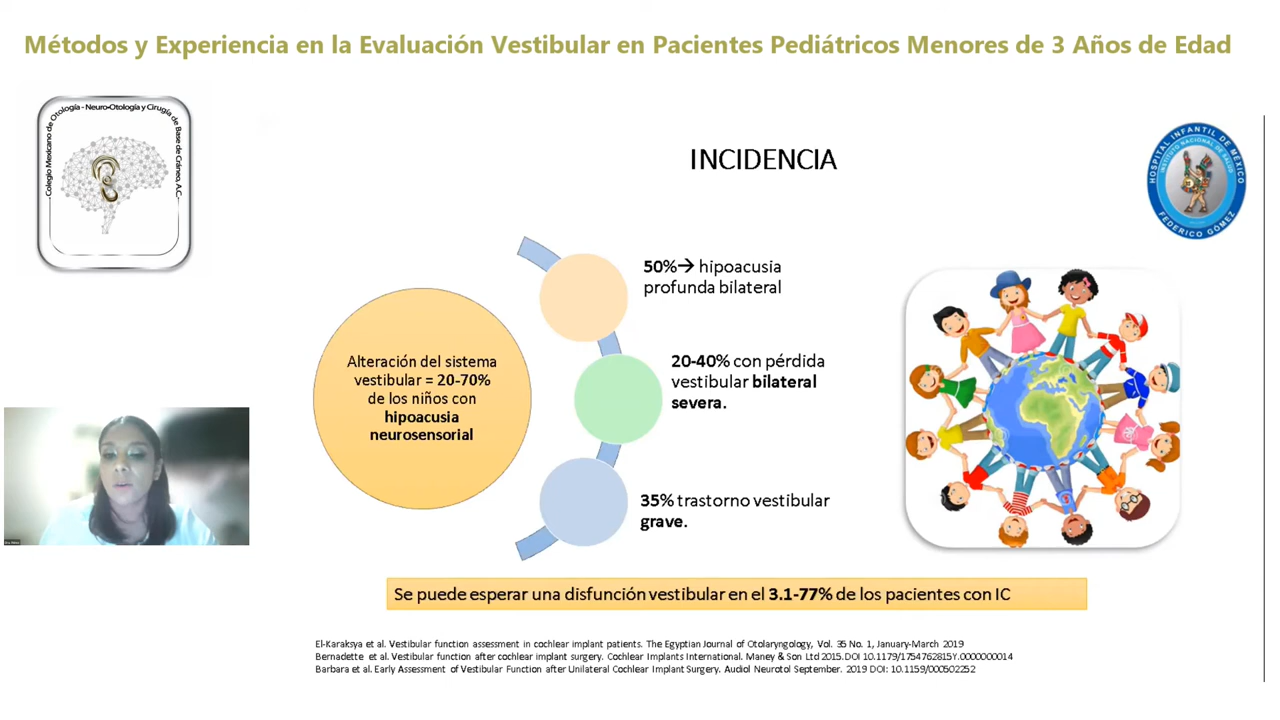 Métodos y Experiencia en la Evaluación Vestibular en Pacientes Pediátricos Menores de 3 Años de Edad
Colegio Mexicano de Otología - Neuro-Otología y Cirugía de Base de Cráneo, A.C.
INCIDENCIA
HOSPITAL INFANTIL DE MÉXICO
INSTITUTO NACIONAL DE SALUD
FEDERICO GÓMEZ
Alteración del sistema
vestibular = 20-70%
de los niños con
hipoacusia
neurosensorial
50%→ hipoacusia
profunda bilateral
20-40% con pérdida
vestibular bilateral
severa.
35% trastorno vestibular
grave.
Se puede esperar una disfunción vestibular en el 3.1-77% de los pacientes con IC
El-Karaksya et al. Vestibular function assessment in cochlear implant patients. The Egyptian Journal of Otolaryngology, Vol. 35 No. 1, January-March 2019
Bernadette et al. Vestibular function after cochlear implant surgery. Cochlear Implants International. Maney & Son Ltd 2015. DOI 10.1179/1754762815Y.0000000014
Barbara et al. Early Assessment of Vestibular Function after Unilateral Cochlear Implant Surgery. Audiol Neurotol September. 2019 DOI: 10.1159/000502252